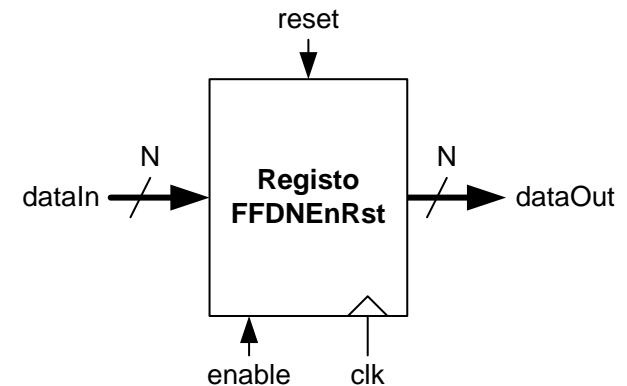 reset
N
N
dataIn
Registo
FFDNEnRst
dataOut
enable
clk